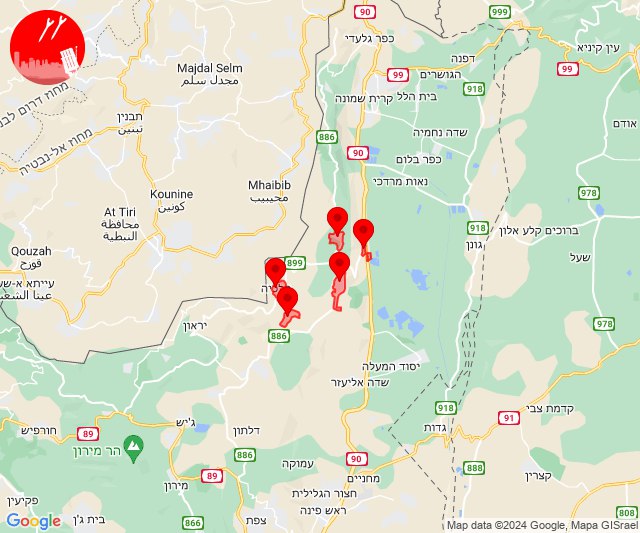 999
90
כפר גלעדי
דפנה
עין קיניא
99
הגושרים
99
Majdal Selm
مجدل سلم
918
בית הלל
קרית שמונה
אודם
תבנין
تبنين
886
שדה נחמיה
מחוז אל-נבטיה
90
כפר בלום
Kounine
كونين
Mhaibib
محيبيب
נאות מרדכי
978
At Tiri
محافظة
النبطية
918
ברוכים קלע אלון
גונן
Qouzah
قوزح
899
שעל
עייתא א-שע
عيتا الشعب
יראון
886
978
יסוד המעלה
שדה אליעזר
918
קדמת צבי
91
חורפיש
89
ג'יש
דלתון
גדות
הר מירון
886
עמוקה
90
888
קצרין
מירון
89
מחניים
פקיעין
חצור הגלילית
866
ראש פינה
בית ג'ן
צפת
Google
Map data ©2024 Google, Mapa GISrael